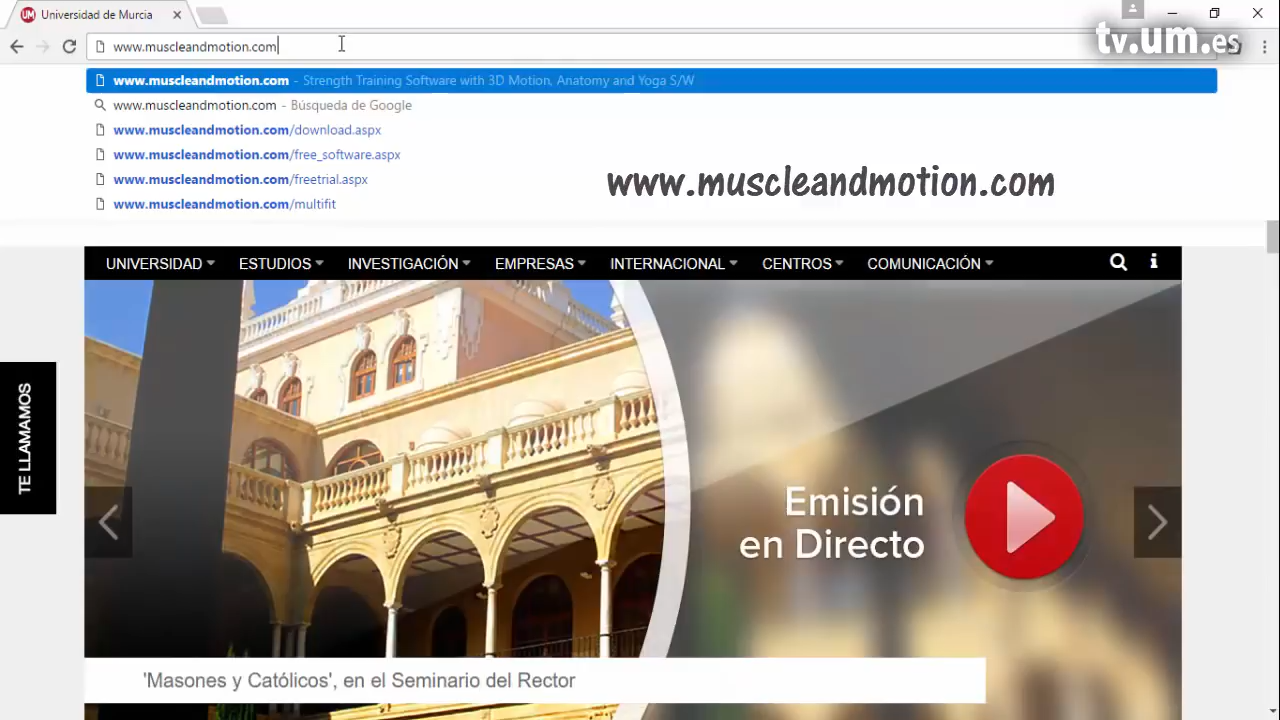 UM Universidad de Murcia
tv.um.es
www.muscleandmotion.com
www.muscleandmotion.com - Strength Training Software with 3D Motion, Anatomy and Yoga S/W
www.muscleandmotion.com - Búsqueda de Google
www.muscleandmotion.com/download.aspx
www.muscleandmotion.com/free_software.aspx
www.muscleandmotion.com/freetrial.aspx
www.muscleandmotion.com/multifit
www.muscleandmotion.com
UNIVERSIDAD ESTUDIOS INVESTIGACIÓN EMPRESAS INTERNACIONAL CENTROS COMUNICACIÓN
TE LLAMAMOS
Emisión
en Directo
'Masones y Católicos', en el Seminario del Rector